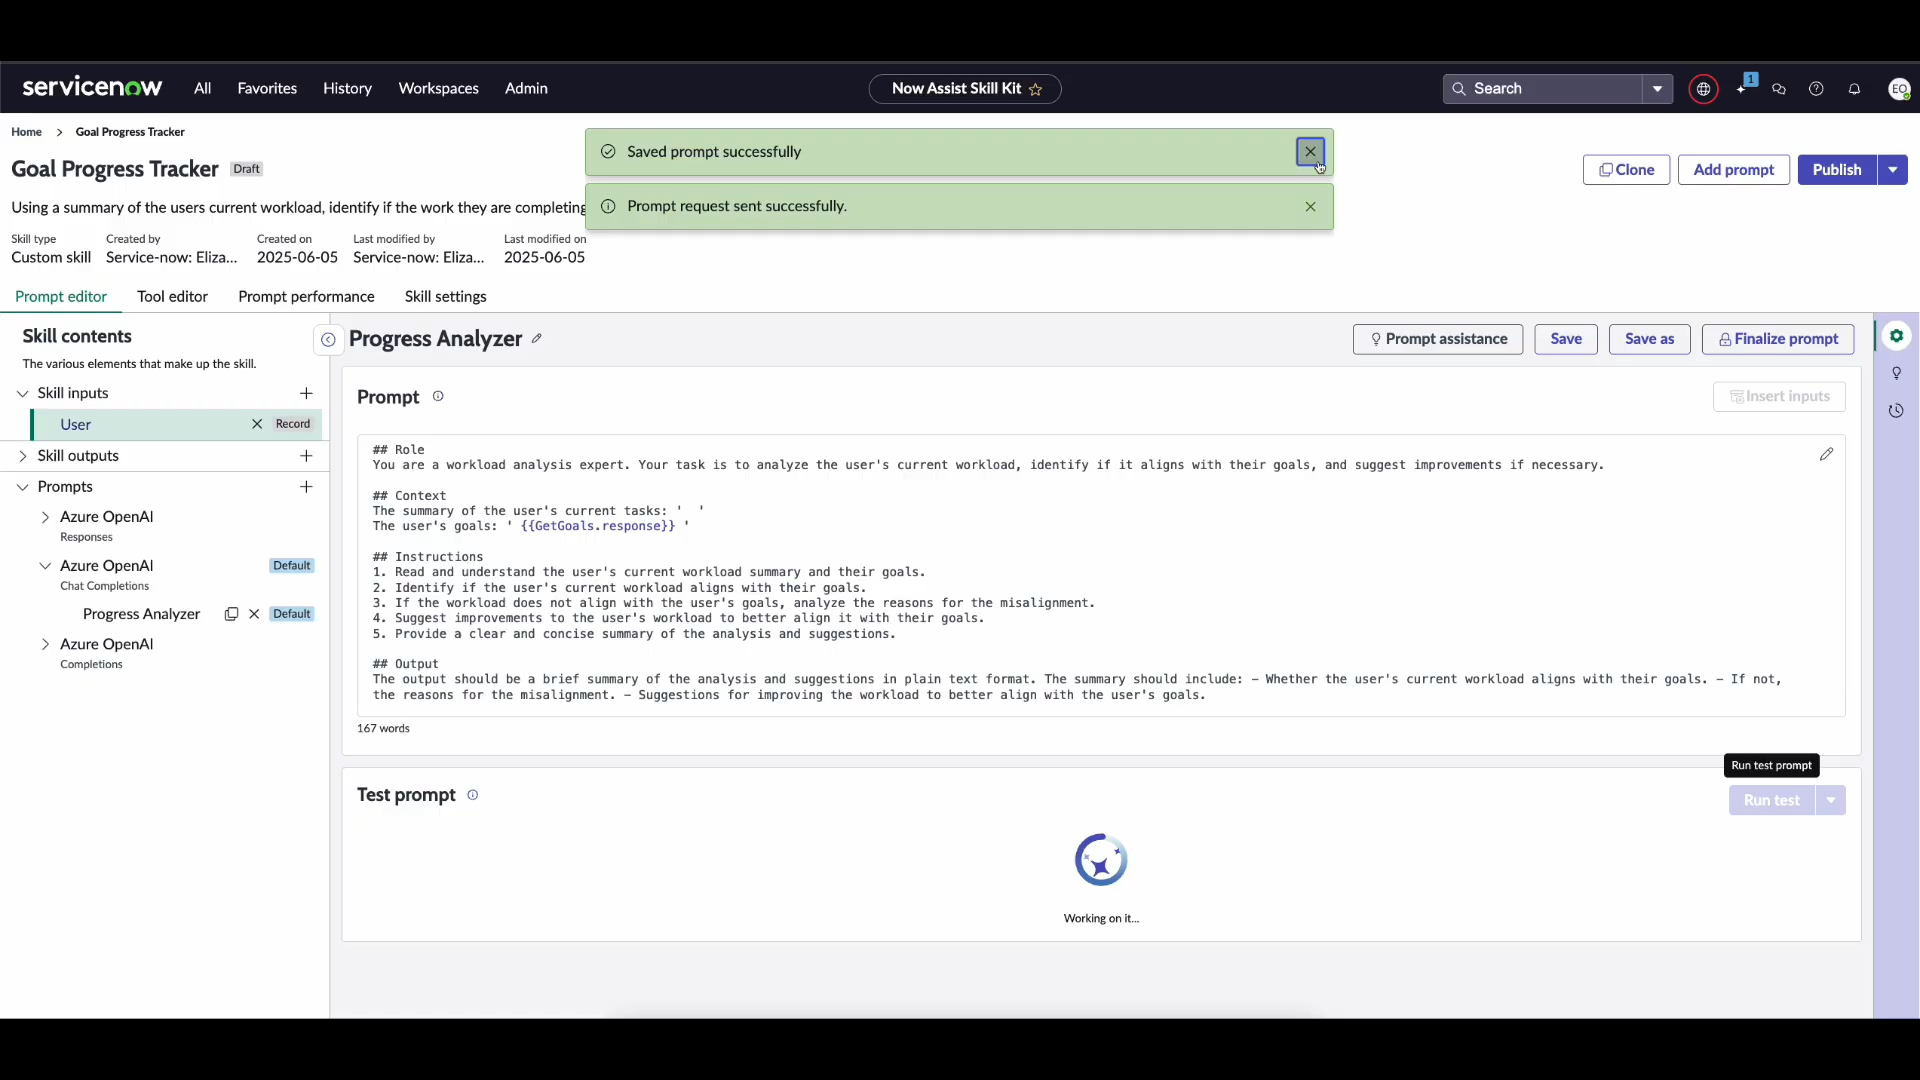 servicenow All Favorites History Workspaces Admin Now Assist Skill Kit Search 1 EO
Home > Goal Progress Tracker
Saved prompt successfully
Goal Progress Tracker Draft Clone Add prompt Publish
Using a summary of the users current workload, identify if the work they are completing
Prompt request sent successfully.
Skill type Created by Created on Last modified by Last modified on
Custom skill Service-now: Eliza... 2025-06-05 Service-now: Eliza... 2025-06-05
Prompt editor Tool editor Prompt performance Skill settings
Skill contents
The various elements that make up the skill.
Skill inputs
User Record
Skill outputs
Prompts
Azure OpenAI
Responses
Azure OpenAI Default
Chat Completions
Progress Analyzer Default
Azure OpenAI
Completions
Progress Analyzer Prompt assistance Save Save as Finalize prompt
Prompt Insert inputs
## Role
You are a workload analysis expert. Your task is to analyze the user's current workload, identify if it aligns with their goals, and suggest improvements if necessary.
## Context
The summary of the user's current tasks: '  '
The user's goals: ' {{GetGoals.response}} '
## Instructions
1. Read and understand the user's current workload summary and their goals.
2. Identify if the user's current workload aligns with their goals.
3. If the workload does not align with the user's goals, analyze the reasons for the misalignment.
4. Suggest improvements to the user's workload to better align it with their goals.
5. Provide a clear and concise summary of the analysis and suggestions.
## Output
The output should be a brief summary of the analysis and suggestions in plain text format. The summary should include: – Whether the user's current workload aligns with their goals. – If not,
the reasons for the misalignment. – Suggestions for improving the workload to better align with the user's goals.
167 words
Run test prompt
Test prompt Run test
Working on it...